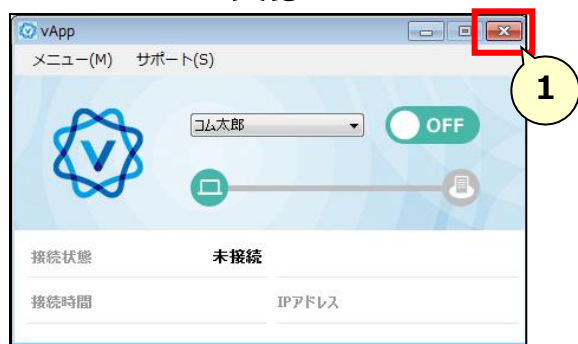 vApp
メニュー(M) サポート(S)
1
コム太郎
OFF
V
接続状態 未接続
接続時間 IPアドレス